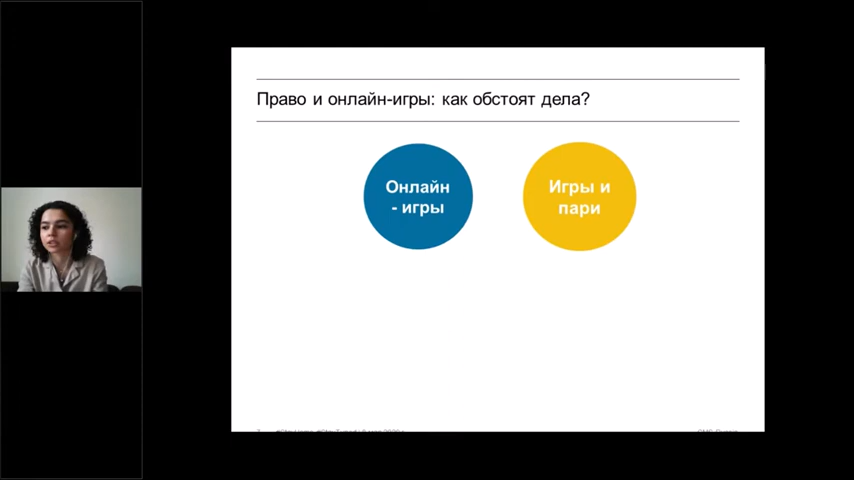 Право и онлайн-игры: как обстоят дела?
Онлайн
- игры
Игры и
пари